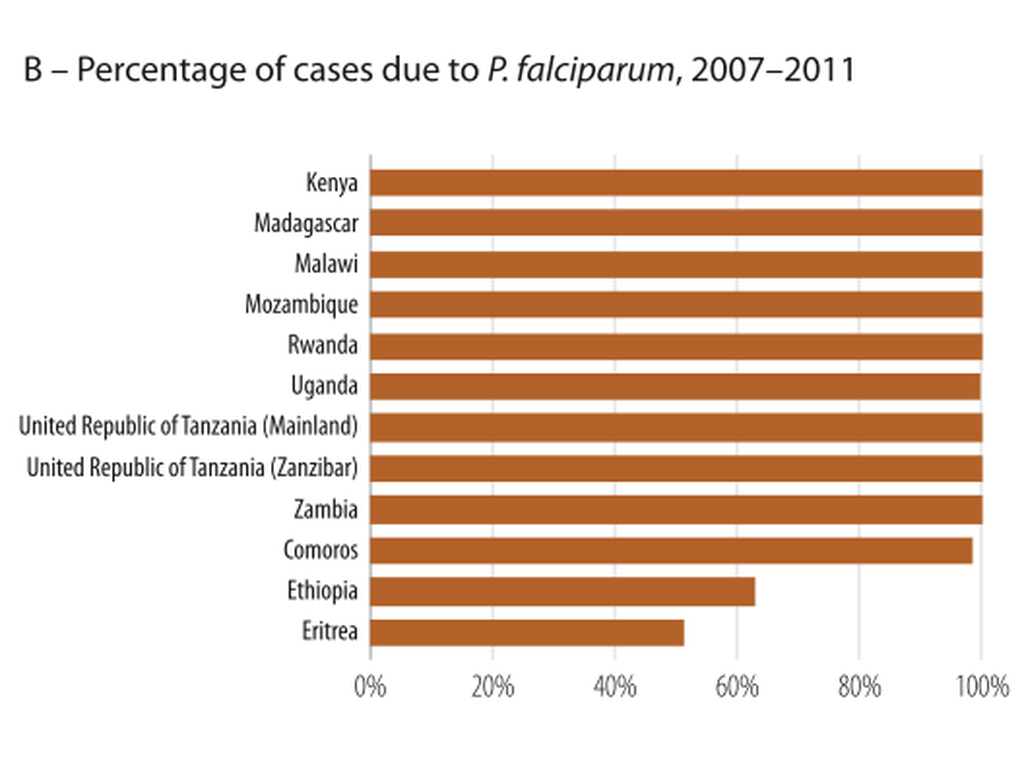 B – Percentage of cases due to P. falciparum, 2007–2011
Kenya
Madagascar
Malawi
Mozambique
Rwanda
Uganda
United Republic of Tanzania (Mainland)
United Republic of Tanzania (Zanzibar)
Zambia
Comoros
Ethiopia
Eritrea
0% 20% 40% 60% 80% 100%